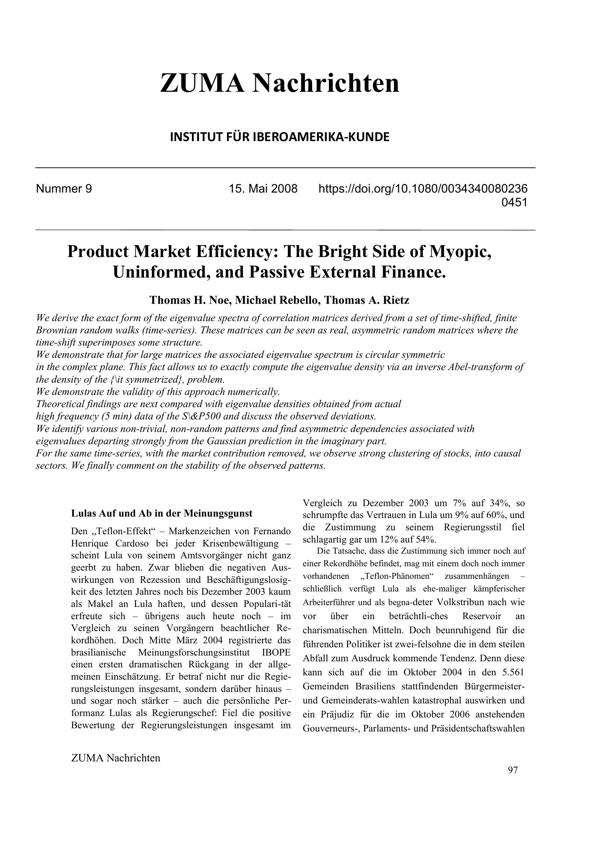 ZUMA Nachrichten
INSTITUT FÜR IBEROAMERIKA-KUNDE
Nummer 9 15. Mai 2008 https://doi.org/10.1080/0034340080236
0451
Product Market Efficiency: The Bright Side of Myopic,
Uninformed, and Passive External Finance.
Thomas H. Noe, Michael Rebello, Thomas A. Rietz
We derive the exact form of the eigenvalue spectra of correlation matrices derived from a set of time-shifted, finite
Brownian random walks (time-series). These matrices can be seen as real, asymmetric random matrices where the
time-shift superimposes some structure.
We demonstrate that for large matrices the associated eigenvalue spectrum is circular symmetric
in the complex plane. This fact allows us to exactly compute the eigenvalue density via an inverse Abel-transform of
the density of the {\it symmetrized}, problem.
We demonstrate the validity of this approach numerically.
Theoretical findings are next compared with eigenvalue densities obtained from actual
high frequency (5 min) data of the S\&P500 and discuss the observed deviations.
We identify various non-trivial, non-random patterns and find asymmetric dependencies associated with
eigenvalues departing strongly from the Gaussian prediction in the imaginary part.
For the same time-series, with the market contribution removed, we observe strong clustering of stocks, into causal
sectors. We finally comment on the stability of the observed patterns.
Lulas Auf und Ab in der Meinungsgunst
Den „Teflon-Effekt“ – Markenzeichen von Fernando
Henrique Cardoso bei jeder Krisenbewältigung –
scheint Lula von seinem Amtsvorgänger nicht ganz
geerbt zu haben. Zwar blieben die negativen Aus-
wirkungen von Rezession und Beschäftigungslosig-
keit des letzten Jahres noch bis Dezember 2003 kaum
als Makel an Lula haften, und dessen Populari-tät
erfreute sich – übrigens auch heute noch – im
Vergleich zu seinen Vorgängern beachtlicher Re-
kordhöhen. Doch Mitte März 2004 registrierte das
brasilianische Meinungsforschungsinstitut IBOPE
einen ersten dramatischen Rückgang in der allge-
meinen Einschätzung. Er betraf nicht nur die Regie-
rungsleistungen insgesamt, sondern darüber hinaus –
und sogar noch stärker – auch die persönliche Per-
formanz Lulas als Regierungschef: Fiel die positive
Bewertung der Regierungsleistungen insgesamt im
Vergleich zu Dezember 2003 um 7% auf 34%, so
schrumpfte das Vertrauen in Lula um 9% auf 60%, und
die Zustimmung zu seinem Regierungsstil fiel
schlagartig gar um 12% auf 54%.
Die Tatsache, dass die Zustimmung sich immer noch auf
einer Rekordhöhe befindet, mag mit einem doch noch immer
vorhandenen „Teflon-Phänomen“ zusammenhängen –
schließlich verfügt Lula als ehe-maliger kämpferischer
Arbeiterführer und als begna-deter Volkstribun nach wie
vor über ein beträchtli-ches Reservoir an
charismatischen Mitteln. Doch beunruhigend für die
führenden Politiker ist zwei-felsohne die in dem steilen
Abfall zum Ausdruck kommende Tendenz. Denn diese
kann sich auf die im Oktober 2004 in den 5.561
Gemeinden Brasiliens stattfindenden Bürgermeister-
und Gemeinderats-wahlen katastrophal auswirken und
ein Präjudiz für die im Oktober 2006 anstehenden
Gouverneurs-, Parlaments- und Präsidentschaftswahlen
ZUMA Nachrichten
97